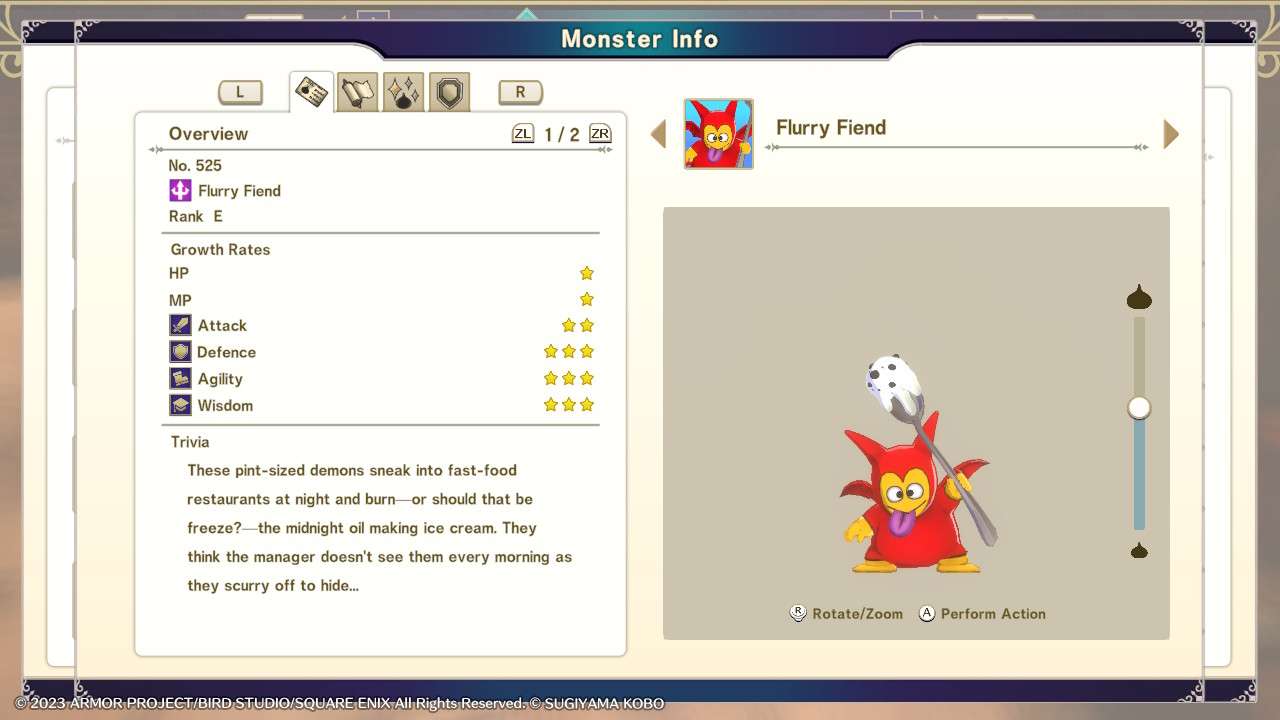 Monster Info
L
R
Overview
ZL 1 / 2 ZR
No. 525
Flurry Fiend
Rank E
Growth Rates
HP
MP
Attack
Defence
Agility
Wisdom
Trivia
These pint-sized demons sneak into fast-food
restaurants at night and burn—or should that be
freeze?—the midnight oil making ice cream. They
think the manager doesn't see them every morning as
they scurry off to hide...
Flurry Fiend
R Rotate/Zoom A Perform Action
© 2023 ARMOR PROJECT/BIRD STUDIO/SQUARE ENIX All Rights Reserved. © SUGIYAMA KOBO